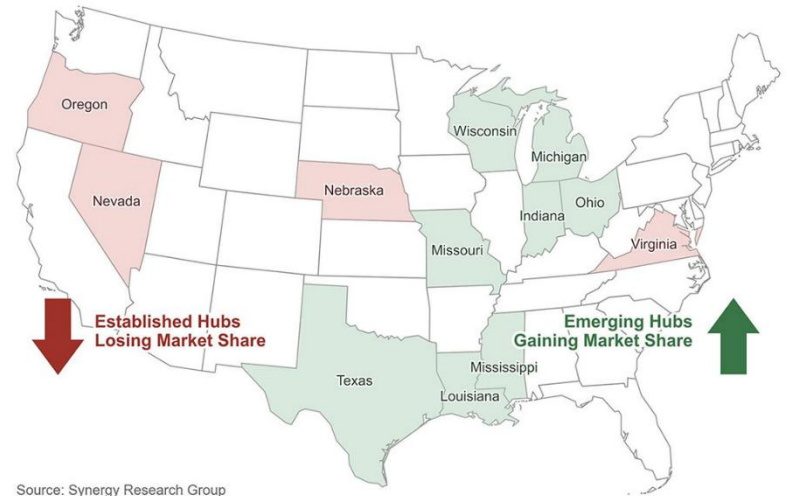 Oregon
Wisconsin
Michigan
Nevada
Nebraska
Indiana
Ohio
Missouri
Virginia
Established Hubs
Losing Market Share
Emerging Hubs
Gaining Market Share
Mississippi
Texas
Louisiana
Source: Synergy Research Group